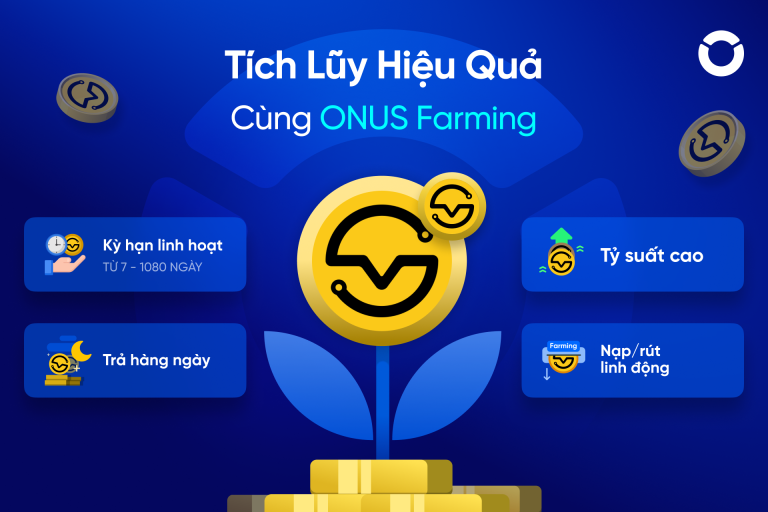 Tích Lũy Hiệu Quả
Cùng ONUS Farming
Kỳ hạn linh hoạt
TỪ 7 - 1080 NGÀY
Trả hàng ngày
Tỷ suất cao
Farming
Nạp/rút
linh động